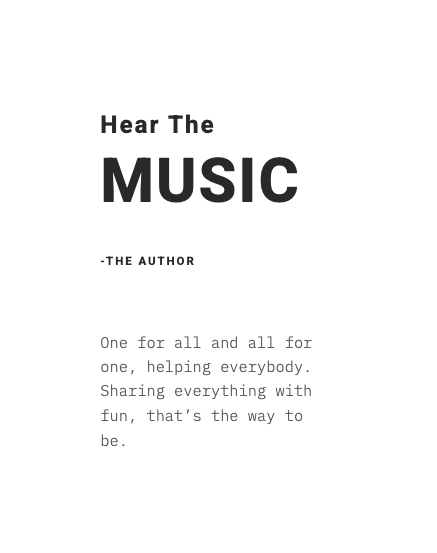 Hear The
MUSIC
-THE AUTHOR
One for all and all for
one, helping everybody.
Sharing everything with
fun, that’s the way to
be.